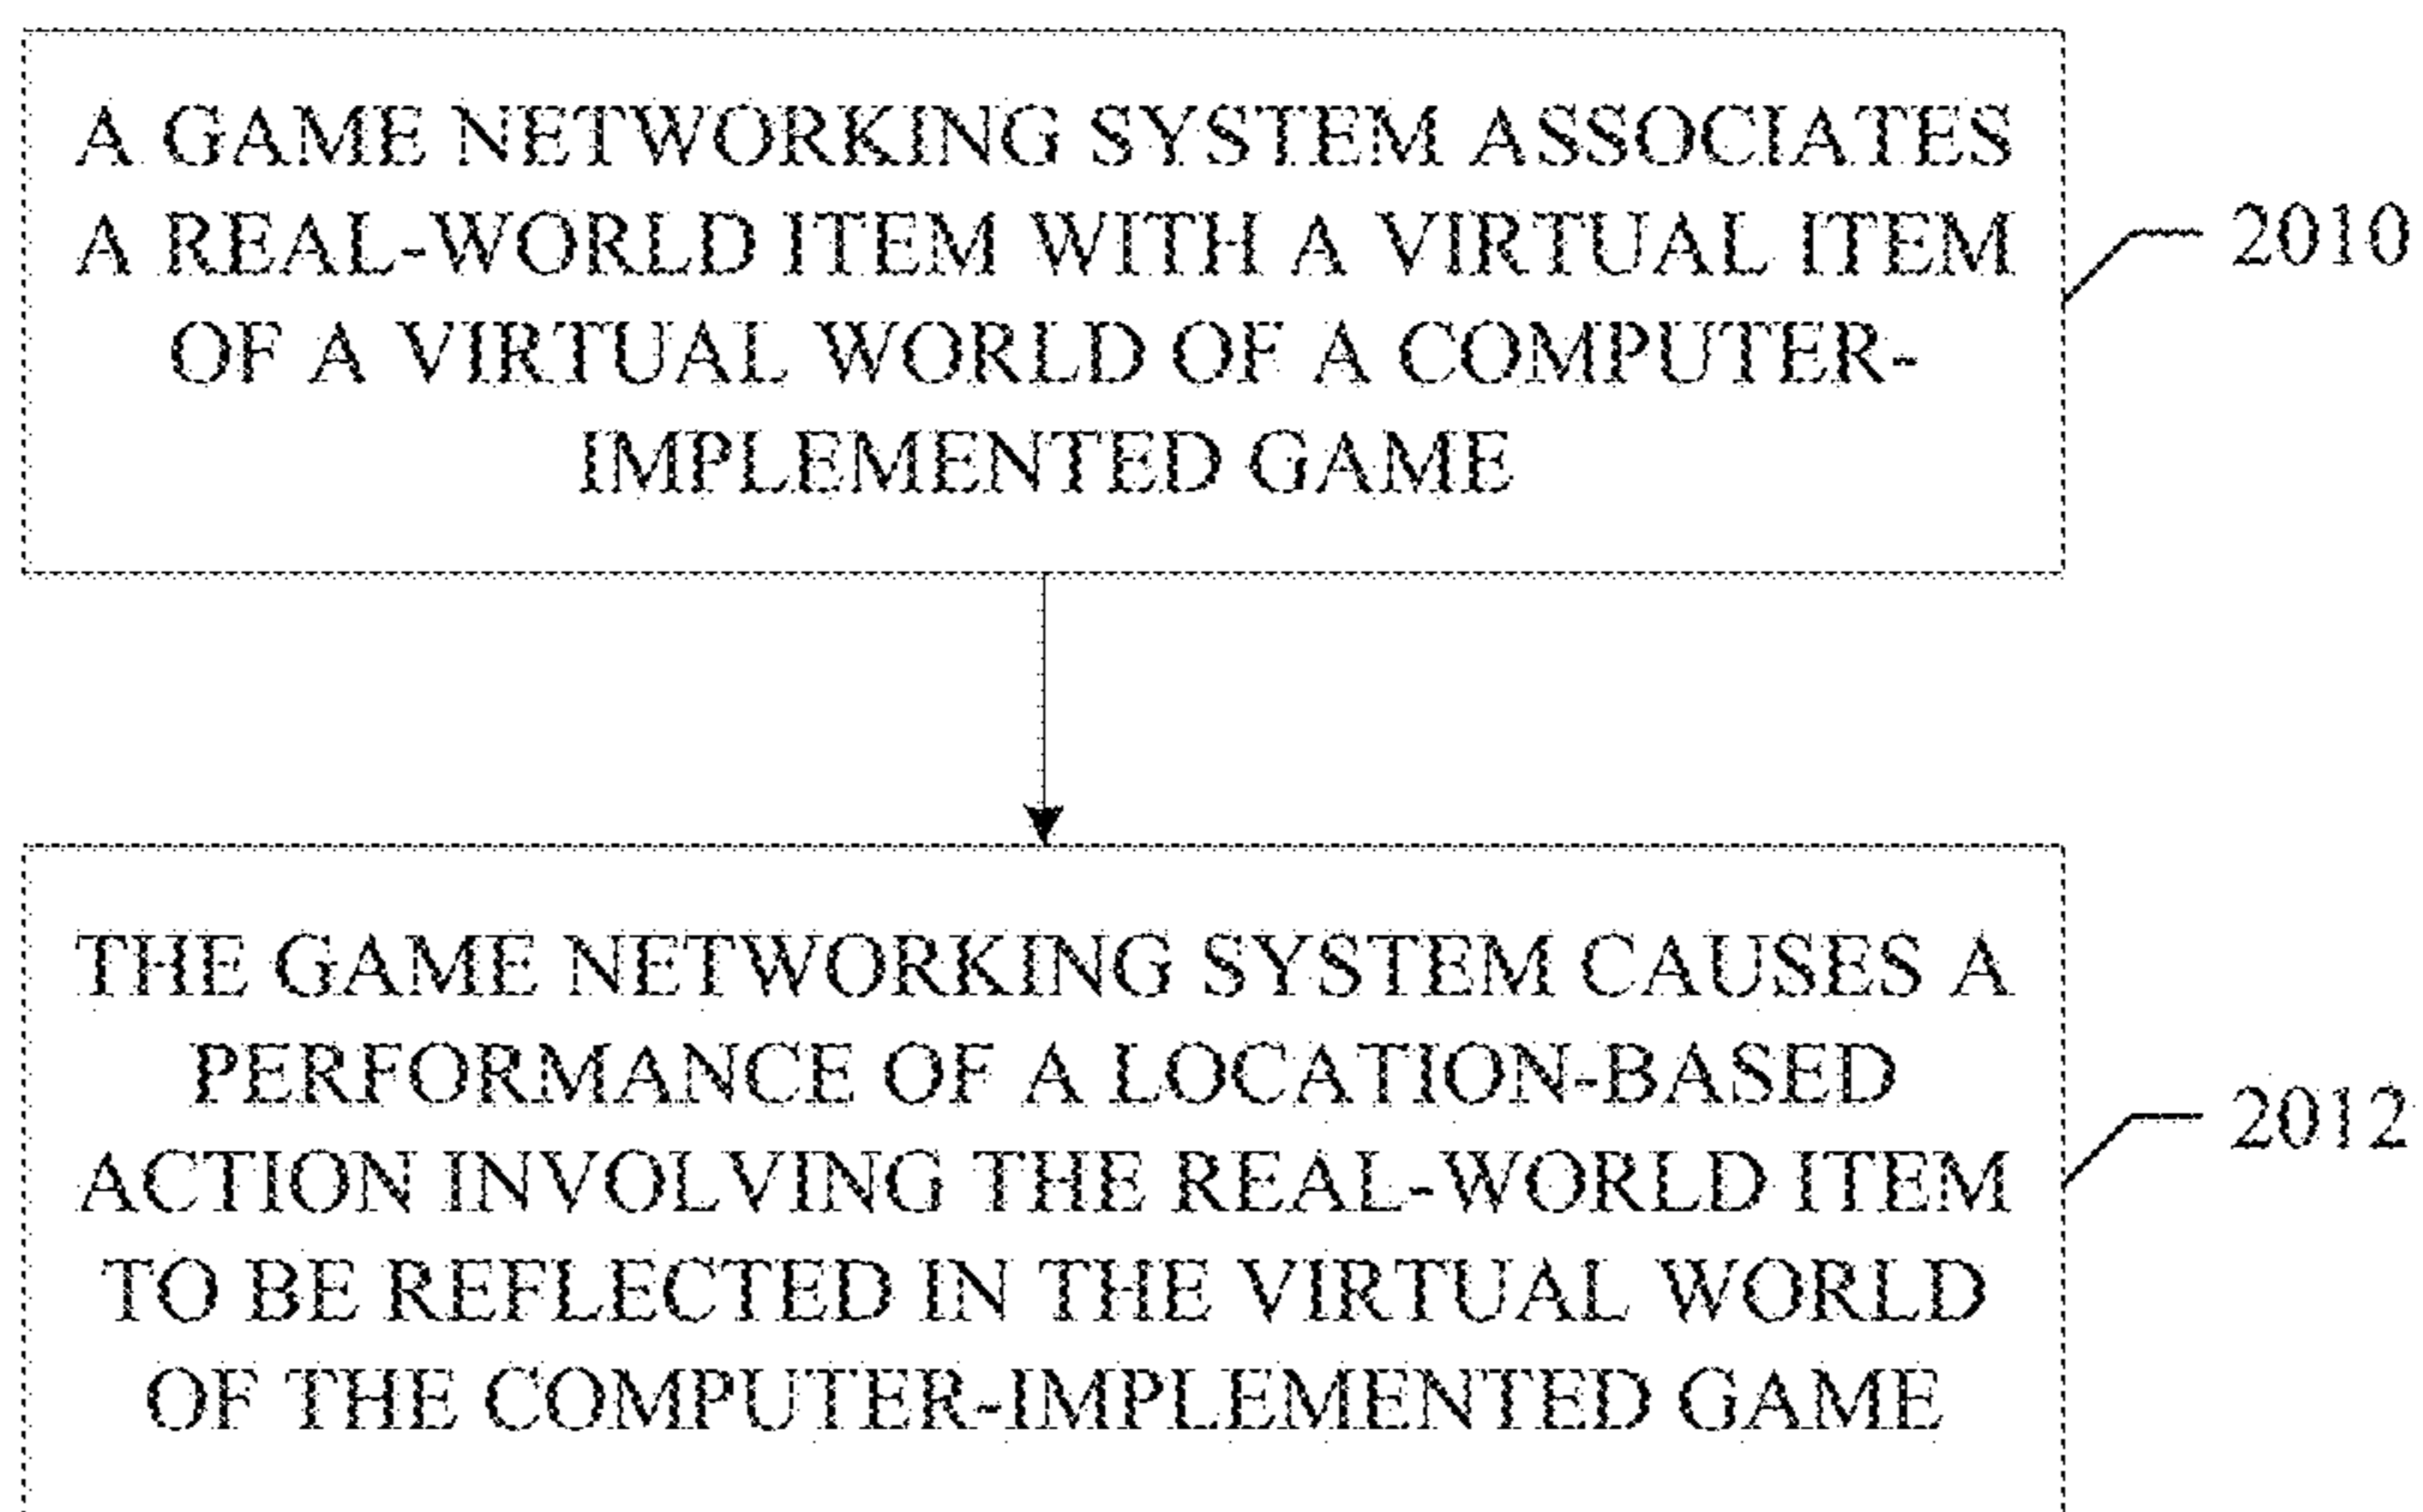 A GAME NETWORKING SYSTEM ASSOCIATES
A REAL-WORLD ITEM WITH A VIRTUAL ITEM
OF A VIRTUAL WORLD OF A COMPUTER-
IMPLEMENTED GAME
2010
THE GAME NETWORKING SYSTEM CAUSES A
PERFORMANCE OF A LOCATION-BASED
ACTION INVOLVING THE REAL-WORLD ITEM
TO BE REFLECTED IN THE VIRTUAL WORLD
OF THE COMPUTER-IMPLEMENTED GAME
2012